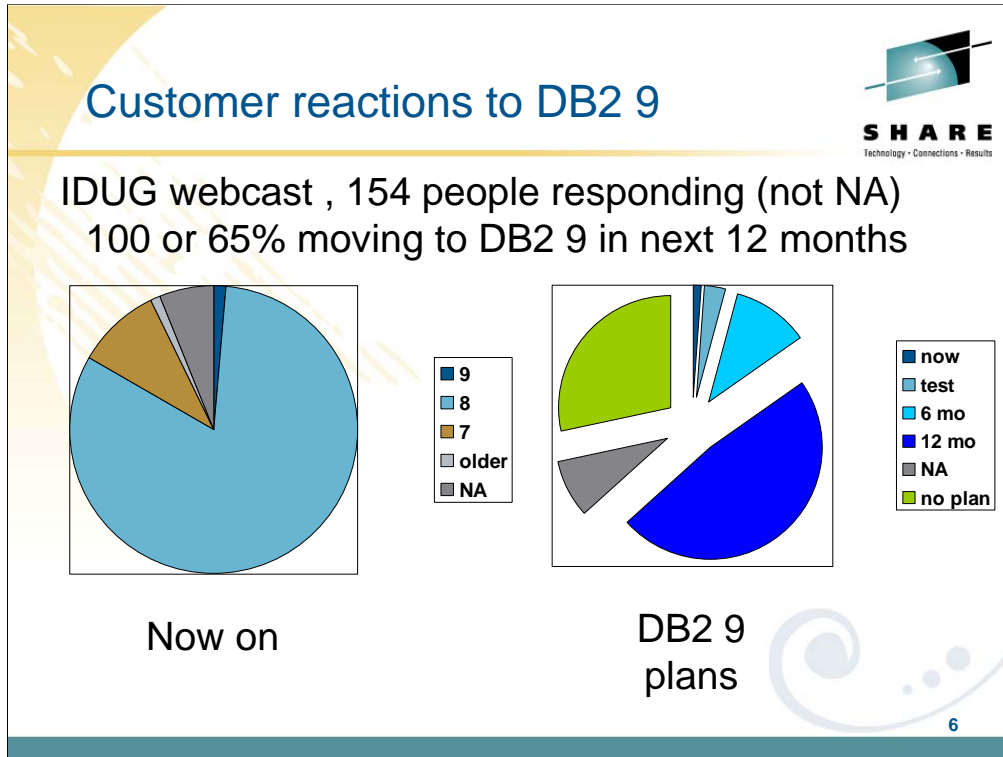 Customer reactions to DB2 9
S H A R E
Technology • Connections • Results
IDUG webcast , 154 people responding (not NA)
100 or 65% moving to DB2 9 in next 12 months
9
8
7
older
NA
now
test
6 mo
12 mo
NA
no plan
Now on
DB2 9
plans
6